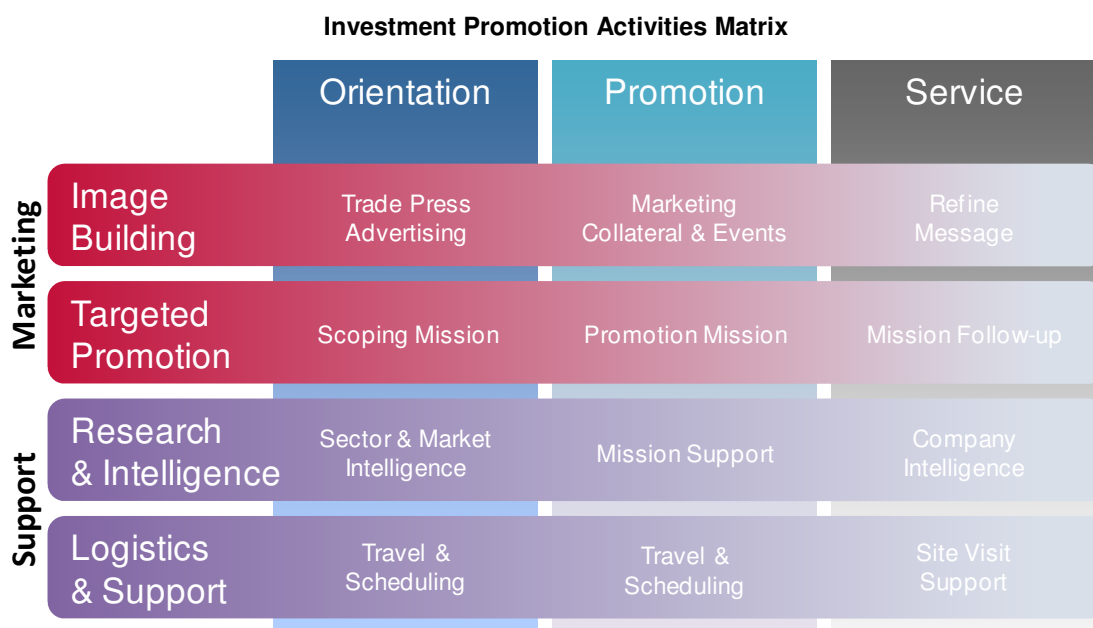 Investment Promotion Activities Matrix
Orientation
Promotion
Service
Marketing
Image
Building
Trade Press
Advertising
Marketing
Collateral & Events
Refine
Message
Targeted
Promotion
Scoping Mission
Promotion Mission
Mission Follow-up
Support
Research
& Intelligence
Sector & Market
Intelligence
Mission Support
Company
Intelligence
Logistics
& Support
Travel &
Scheduling
Travel &
Scheduling
Site Visit
Support